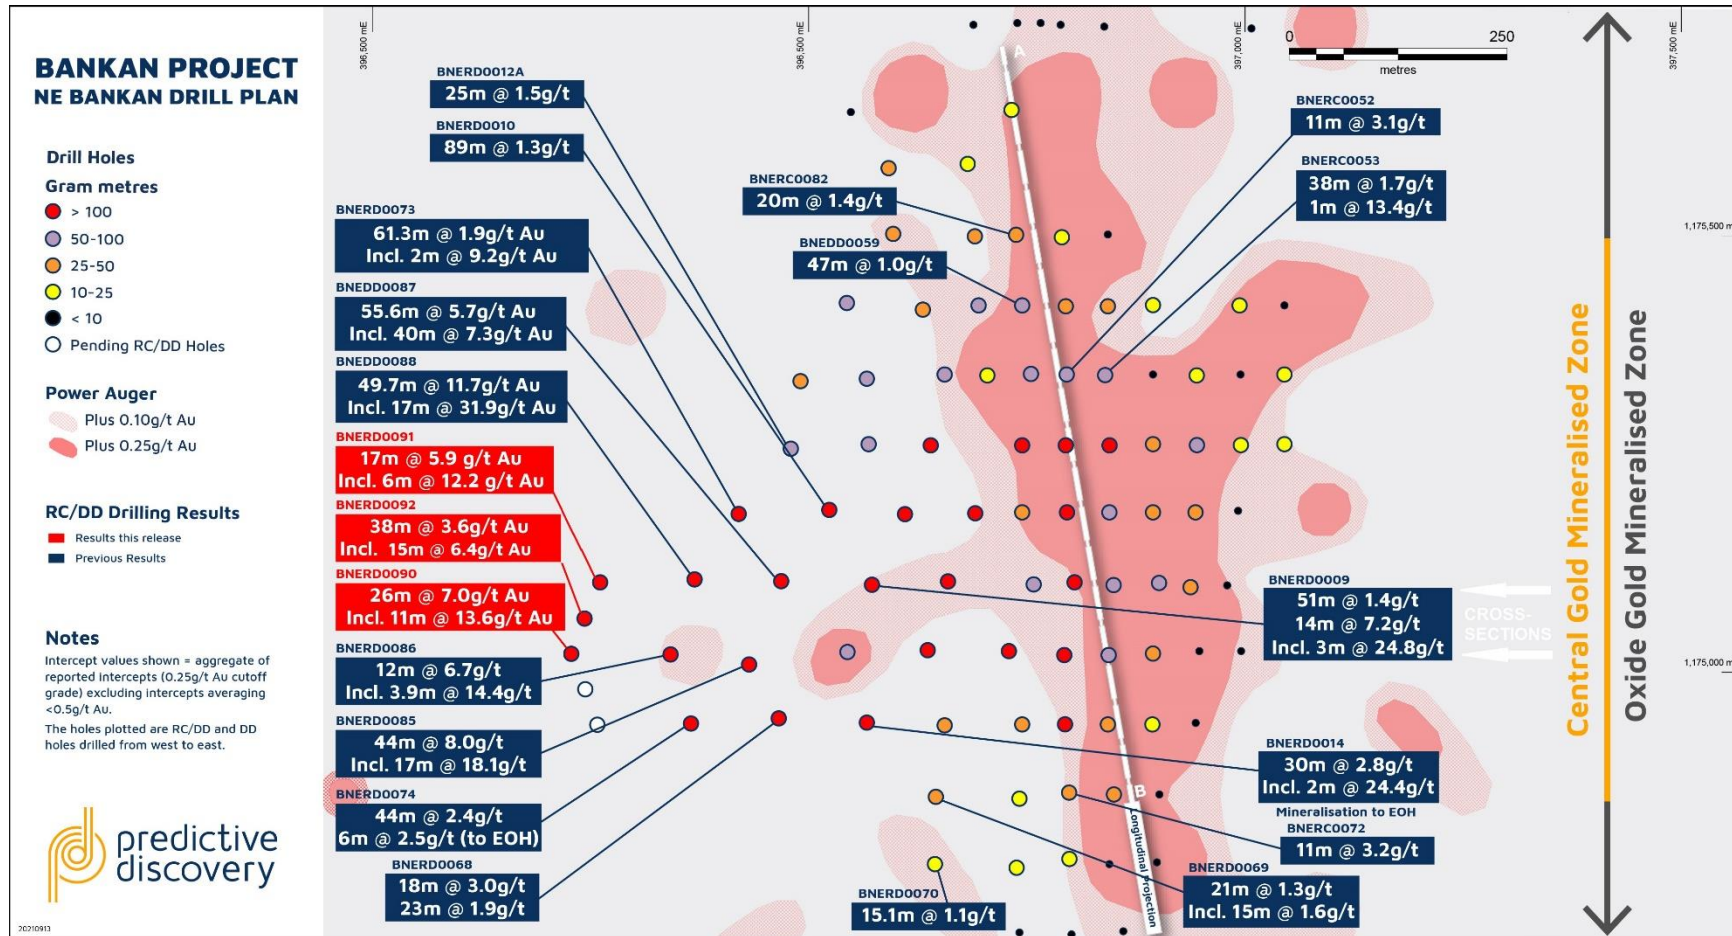 BANKAN PROJECT
NE BANKAN DRILL PLAN
Drill Holes
Gram metres
> 100
50-100
25-50
10-25
< 10
Pending RC/DD Holes
Power Auger
Plus 0.10g/t Au
Plus 0.25g/t Au
RC/DD Drilling Results
Results this release
Previous Results
Notes
Intercept values shown = aggregate of
reported intercepts (0.25g/t Au cutoff
grade) excluding intercepts averaging
<0.5g/t Au.
The holes plotted are RC/DD and DD
holes drilled from west to east.
predictive
discovery
20210913
396,500 mE
396,500 mE
397,000 mE
397,500 mE
0 250
metres
1,175,500 m
1,175,000 m
BNERD0012A
25m @ 1.5g/t
BNERD0010
89m @ 1.3g/t
BNERD0073
61.3m @ 1.9g/t Au
Incl. 2m @ 9.2g/t Au
BNEDD0087
55.6m @ 5.7g/t Au
Incl. 40m @ 7.3g/t Au
BNEDD0088
49.7m @ 11.7g/t Au
Incl. 17m @ 31.9g/t Au
BNERD0091
17m @ 5.9 g/t Au
Incl. 6m @ 12.2 g/t Au
BNERD0092
38m @ 3.6g/t Au
Incl. 15m @ 6.4g/t Au
BNERD0090
26m @ 7.0g/t Au
Incl. 11m @ 13.6g/t Au
BNERD0086
12m @ 6.7g/t
Incl. 3.9m @ 14.4g/t
BNERD0085
44m @ 8.0g/t
Incl. 17m @ 18.1g/t
BNERD0074
44m @ 2.4g/t
6m @ 2.5g/t (to EOH)
BNERD0068
18m @ 3.0g/t
23m @ 1.9g/t
BNERC0082
20m @ 1.4g/t
BNEDD0059
47m @ 1.0g/t
A
BNERC0052
11m @ 3.1g/t
BNERC0053
38m @ 1.7g/t
1m @ 13.4g/t
BNERD0009
51m @ 1.4g/t
14m @ 7.2g/t
Incl. 3m @ 24.8g/t
CROSS-
SECTIONS
BNERD0014
30m @ 2.8g/t
Incl. 2m @ 24.4g/t
Mineralisation to EOH
BNERC0072
11m @ 3.2g/t
BNERD0069
21m @ 1.3g/t
Incl. 15m @ 1.6g/t
BNERD0070
15.1m @ 1.1g/t
B
Longitudinal Projection
Central Gold Mineralised Zone
Oxide Gold Mineralised Zone